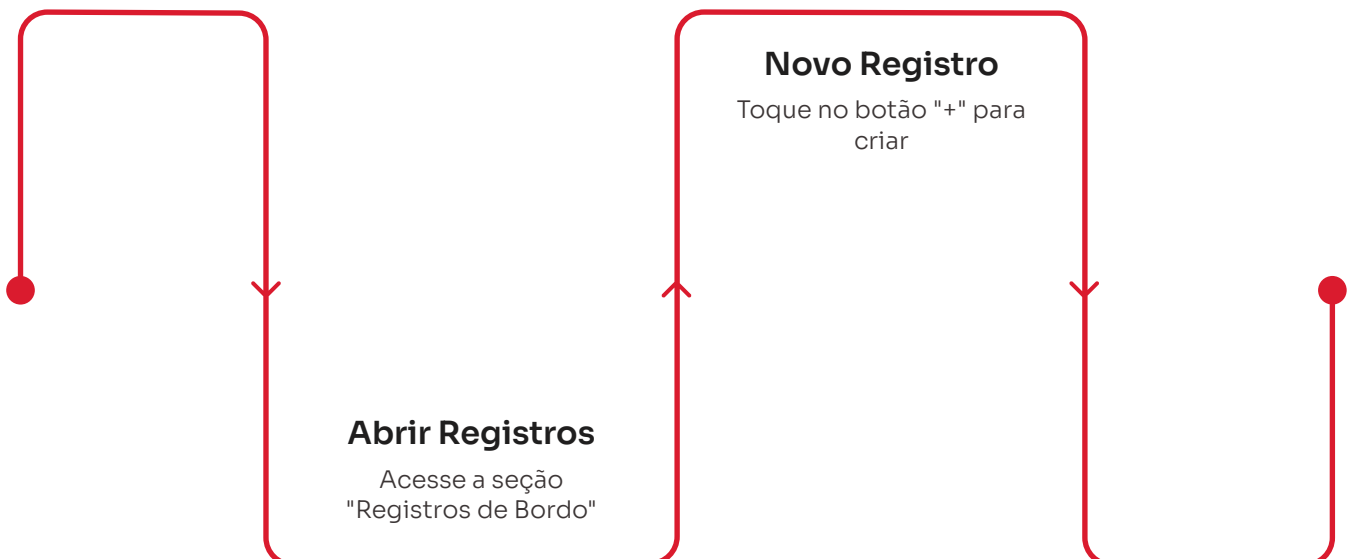 Novo Registro
Toque no botão "+" para
criar
Abrir Registros
Acesse a seção
"Registros de Bordo"